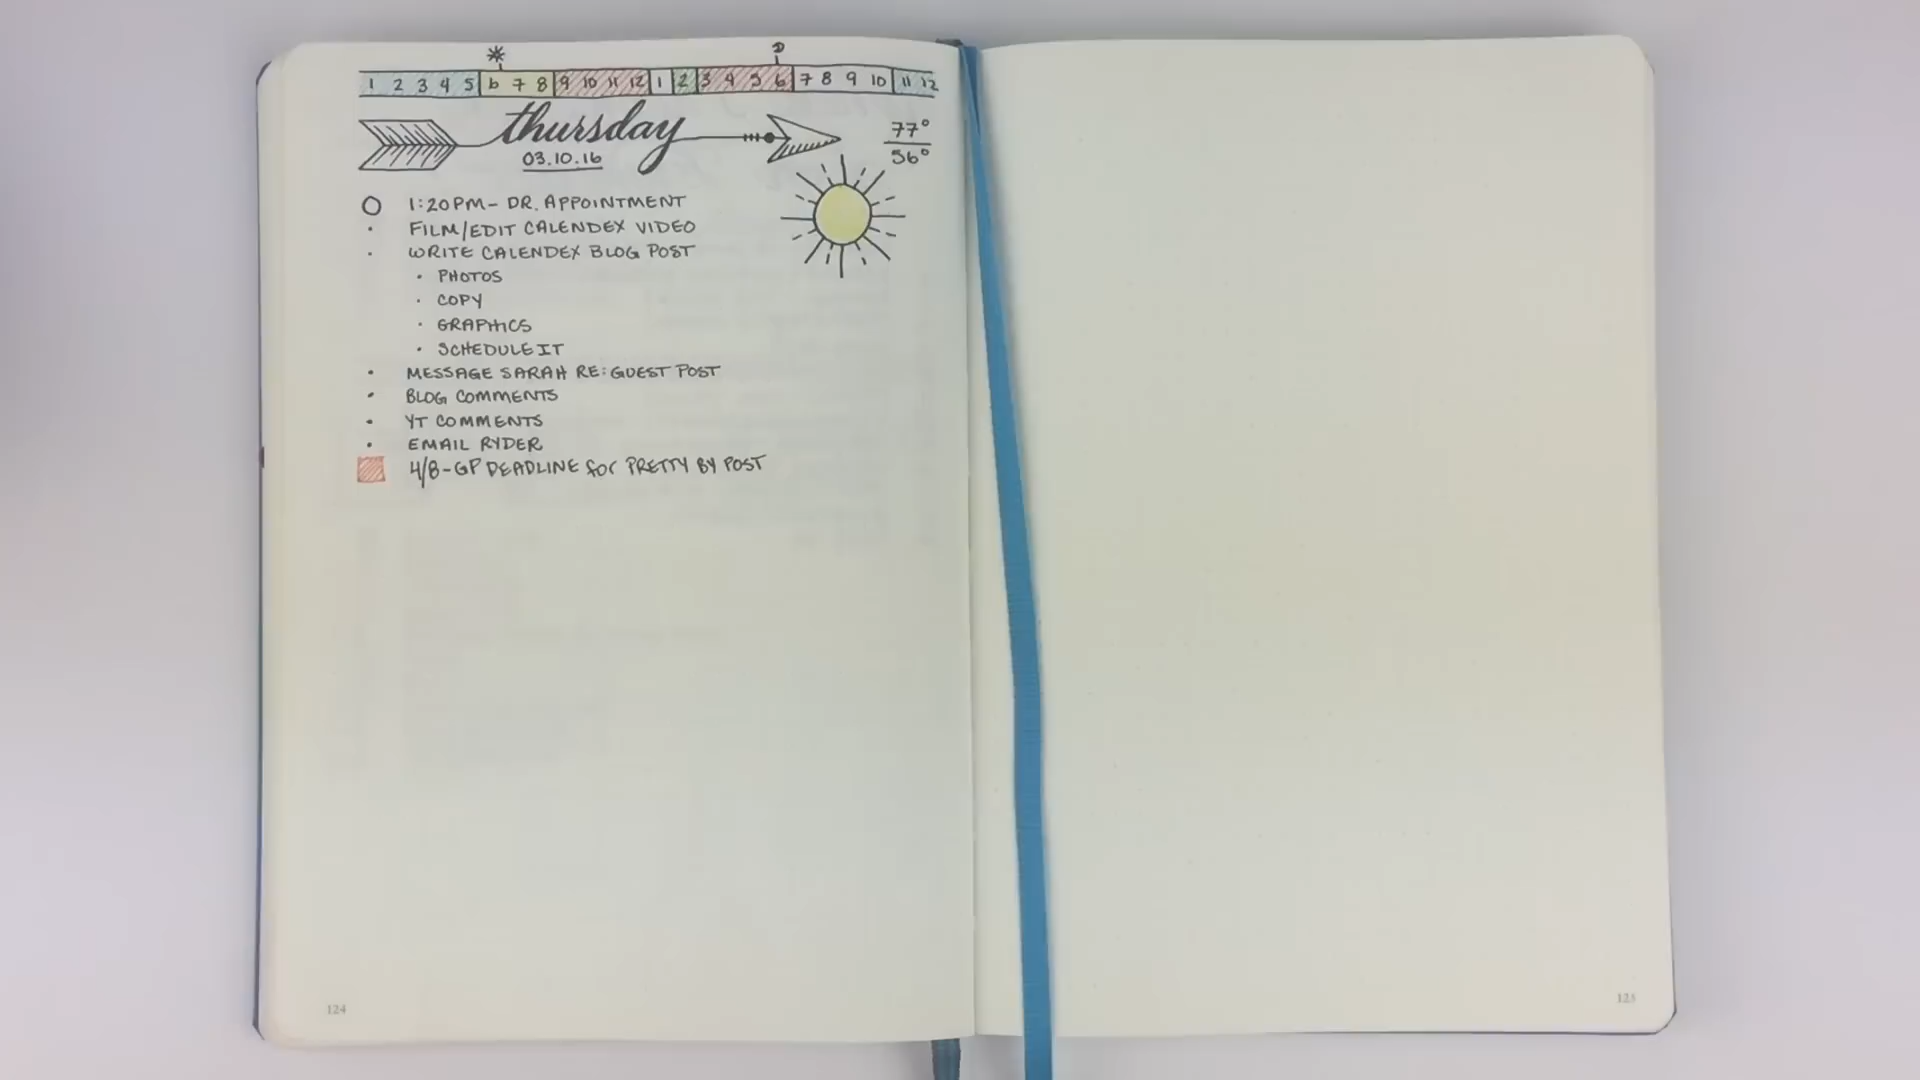 1 2 3 4 5 6 7 8 9 10 11 12 1 2 3 4 5 6 7 8 9 10 11 12
thursday
03.10.16
77°
56°
1:20PM- DR. APPOINTMENT
FILM/EDIT CALENDEX VIDEO
WRITE CALENDEX BLOG POST
PHOTOS
COPY
GRAPHICS
SCHEDULE IT
MESSAGE SARAH RE: GUEST POST
BLOG COMMENTS
YT COMMENTS
EMAIL RYDER
4/8-GP DEADLINE for PRETTY BY POST
124
125